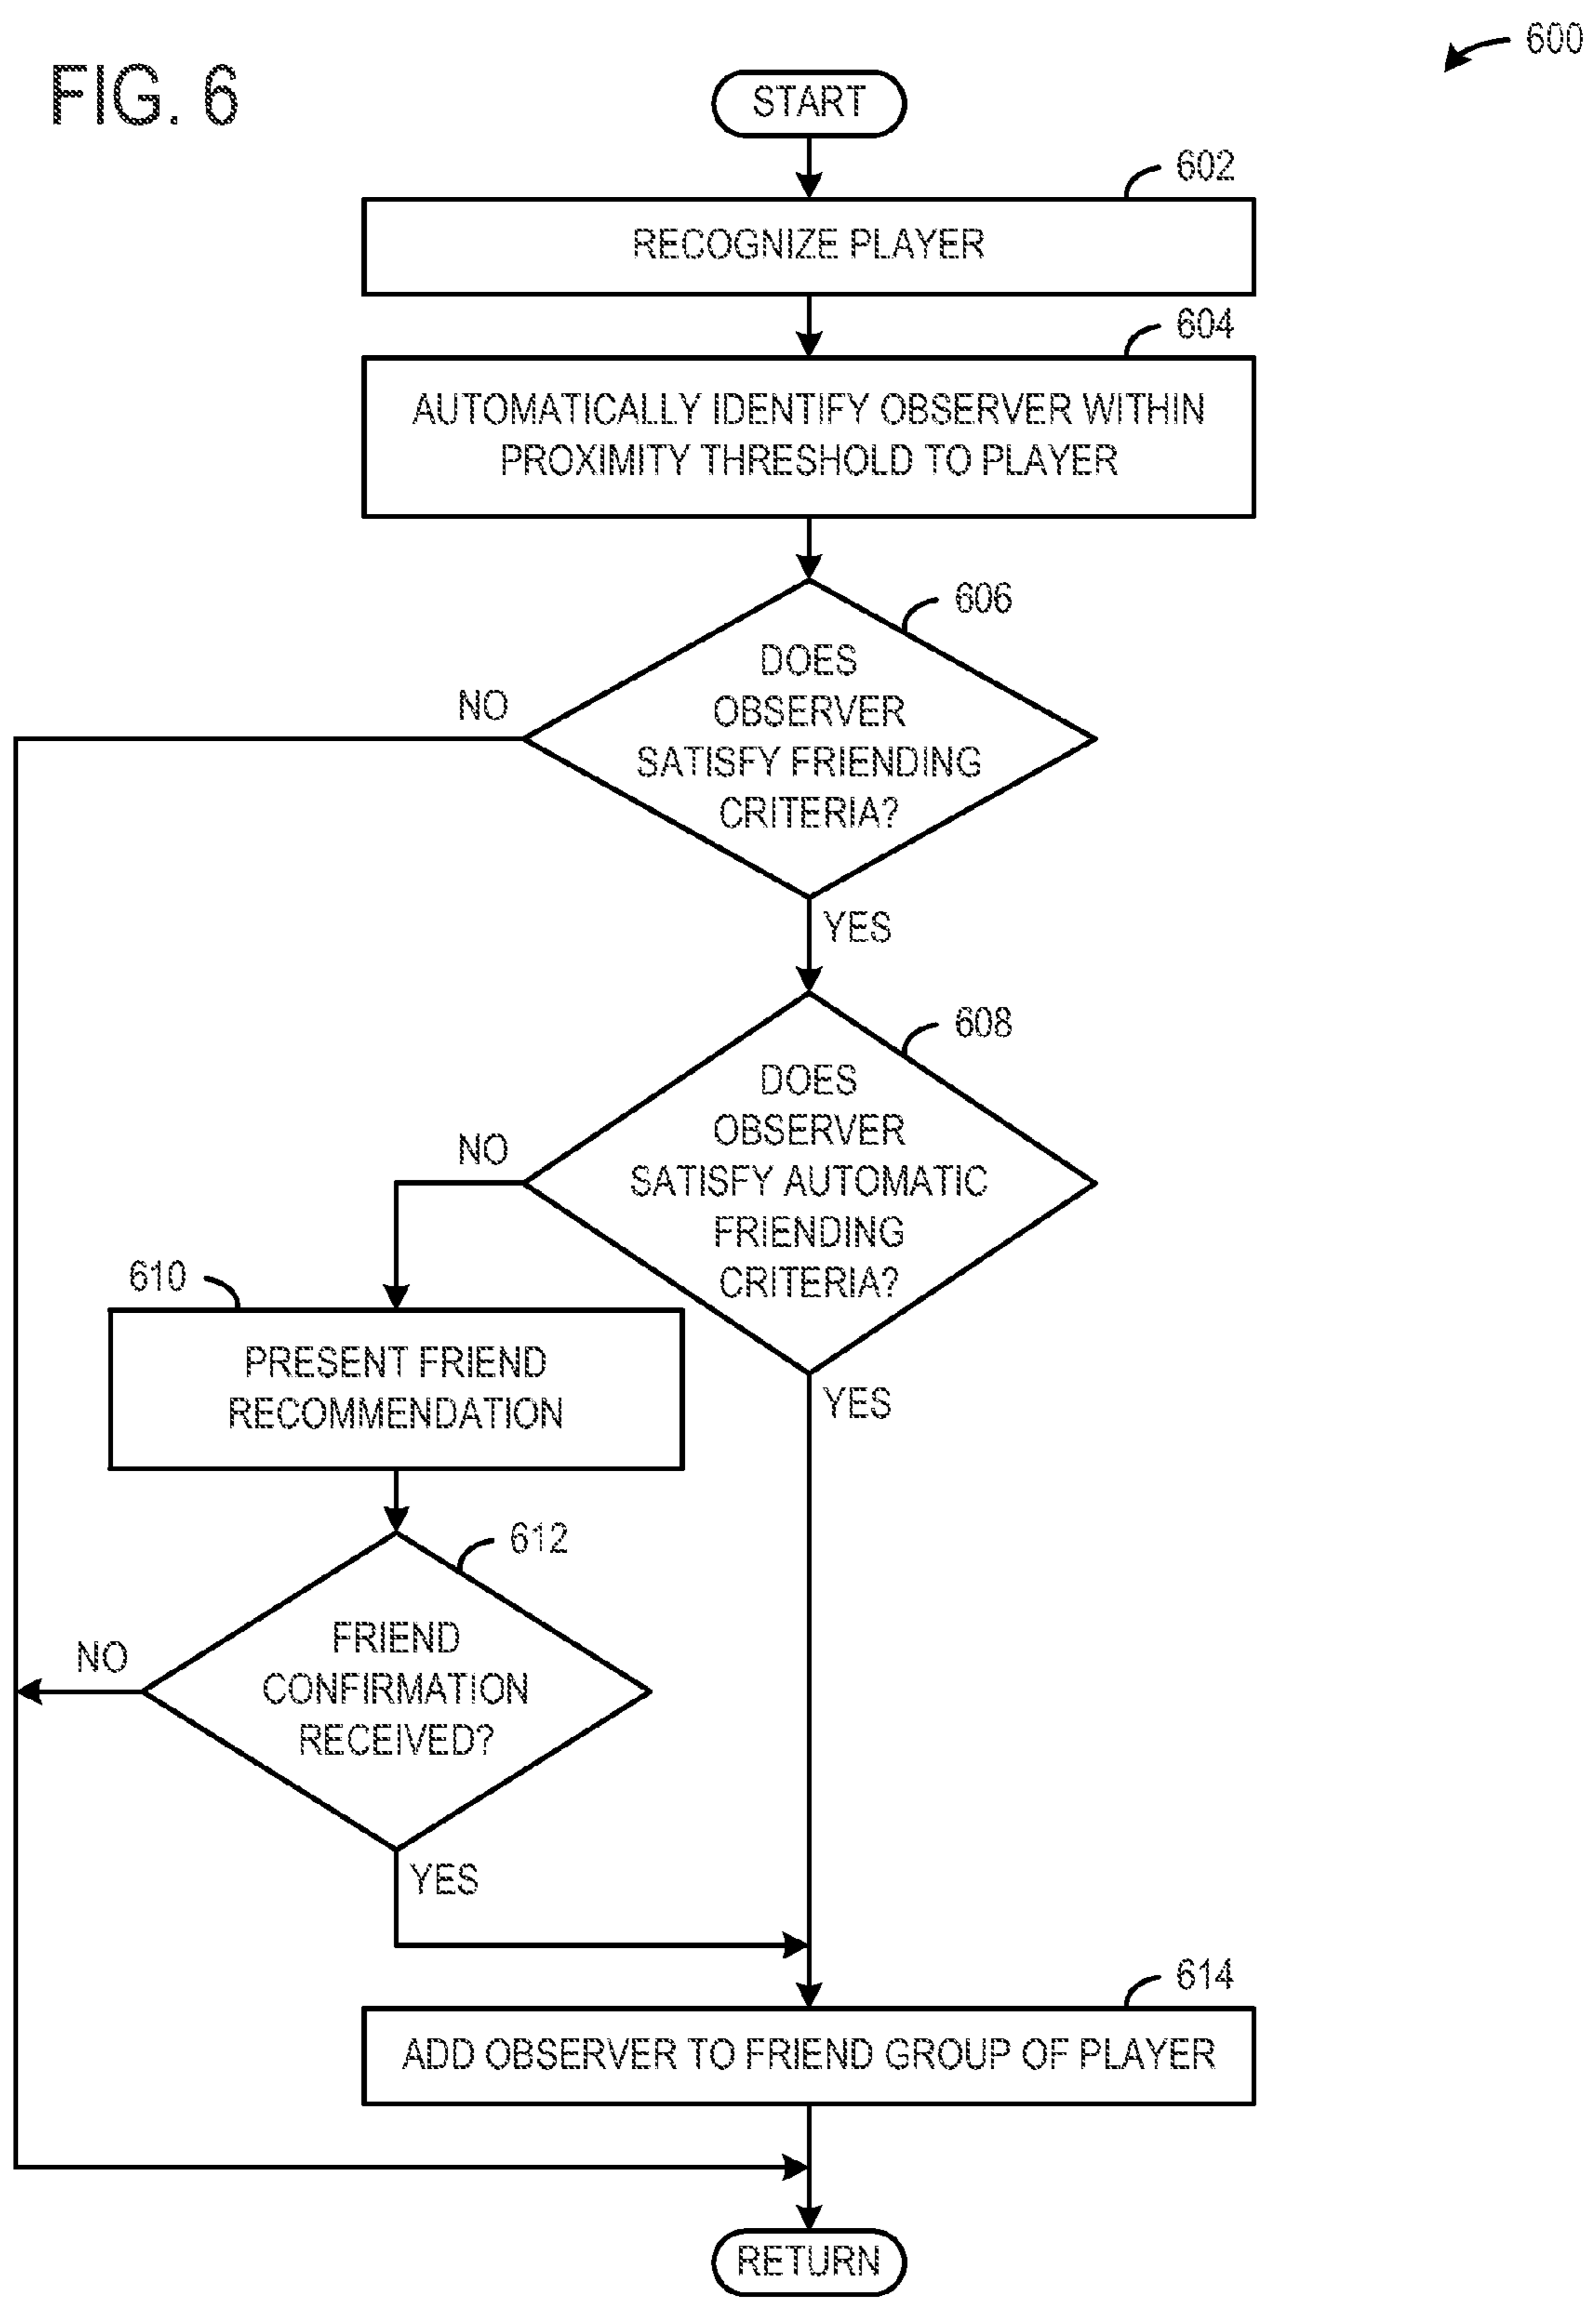 FIG. 6
600
START
602
RECOGNIZE PLAYER
604
AUTOMATICALLY IDENTIFY OBSERVER WITHIN
PROXIMITY THRESHOLD TO PLAYER
606
DOES
OBSERVER
SATISFY FRIENDING
CRITERIA?
NO
YES
608
DOES
OBSERVER
SATISFY AUTOMATIC
FRIENDING
CRITERIA?
NO
YES
610
PRESENT FRIEND
RECOMMENDATION
612
FRIEND
CONFIRMATION
RECEIVED?
NO
YES
614
ADD OBSERVER TO FRIEND GROUP OF PLAYER
RETURN